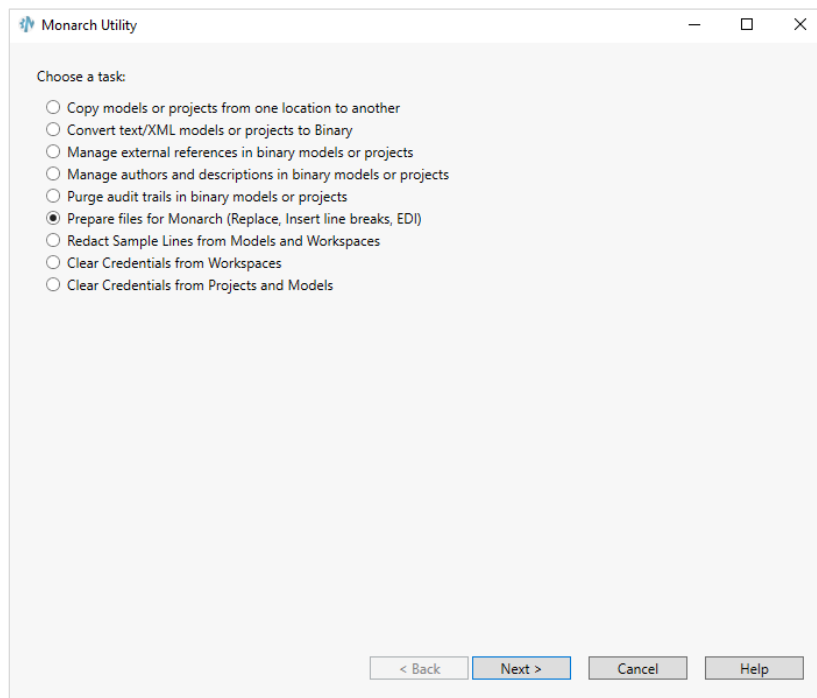 Monarch Utility
Choose a task:
Copy models or projects from one location to another
Convert text/XML models or projects to Binary
Manage external references in binary models or projects
Manage authors and descriptions in binary models or projects
Purge audit trails in binary models or projects
Prepare files for Monarch (Replace, Insert line breaks, EDI)
Redact Sample Lines from Models and Workspaces
Clear Credentials from Workspaces
Clear Credentials from Projects and Models
< Back Next > Cancel Help